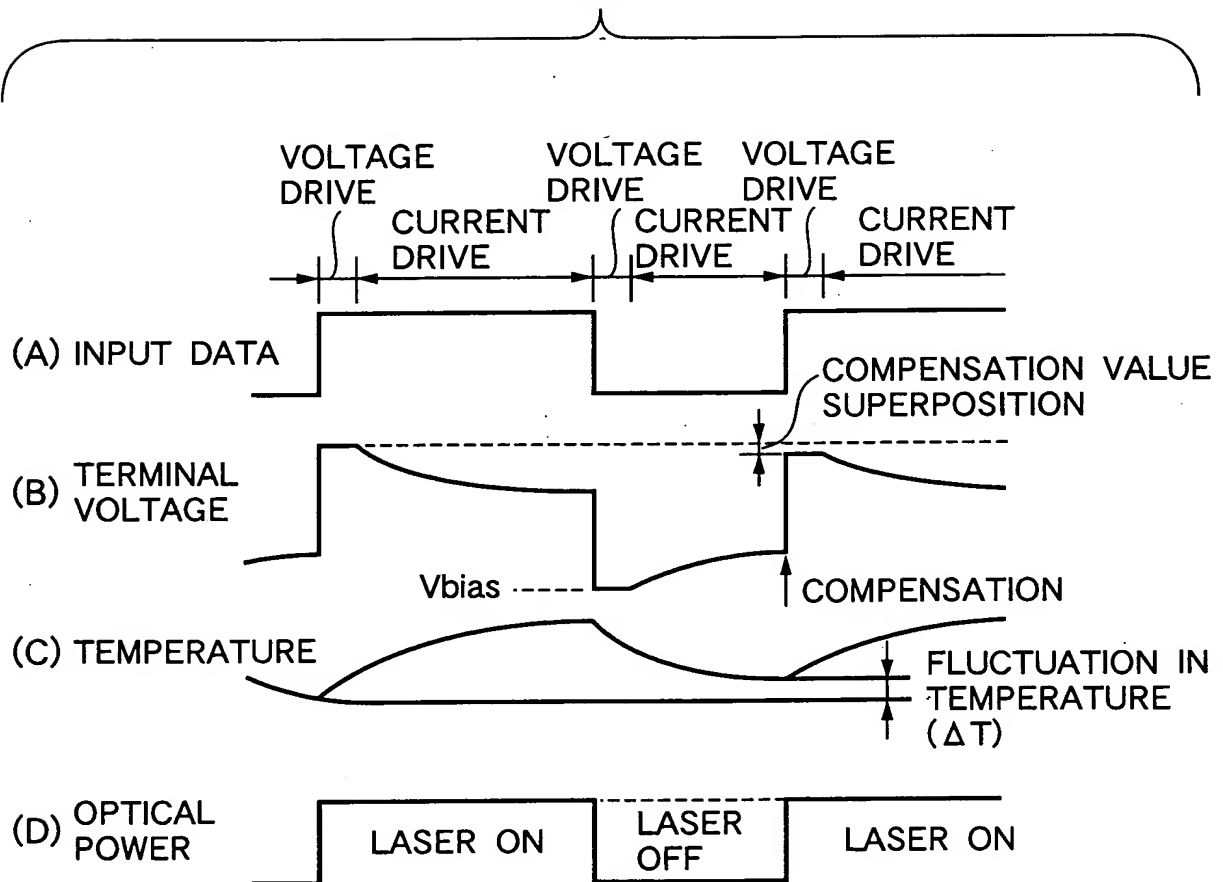 VOLTAGE
DRIVE
VOLTAGE
DRIVE
VOLTAGE
DRIVE
CURRENT
DRIVE
CURRENT
DRIVE
CURRENT
DRIVE
(A) INPUT DATA
COMPENSATION VALUE
SUPERPOSITION
(B) TERMINAL
VOLTAGE
Vbias
COMPENSATION
(C) TEMPERATURE
FLUCTUATION IN
TEMPERATURE
(ΔT)
(D) OPTICAL
POWER
LASER ON
LASER
OFF
LASER ON